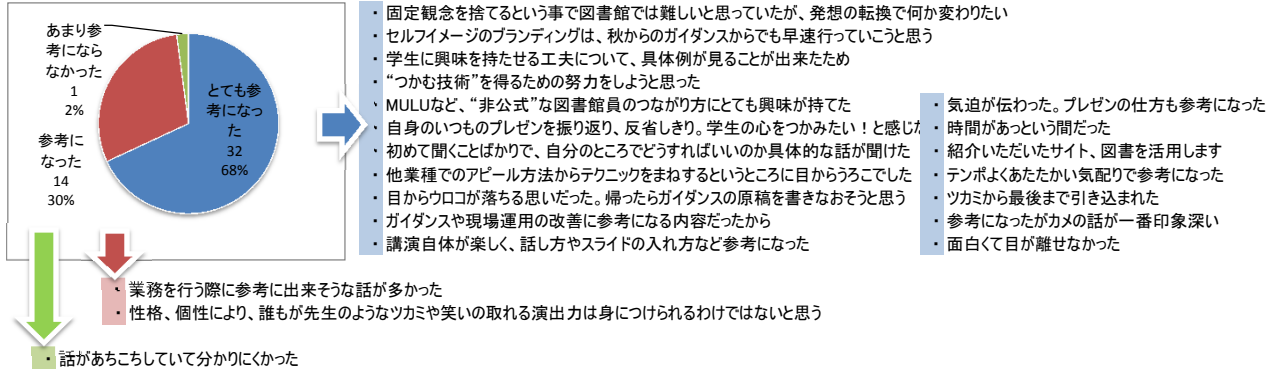 あまり参
考になら
なかった
1
2%
とても参
考になっ
た
32
68%
参考に
なった
14
30%
・ 固定観念を捨てるという事で図書館では難しいと思っていたが、発想の転換で何か変わりたい
・ セルフイメージのブランディングは、秋からのガイダンスからでも早速行っていこうと思う
・ 学生に興味を持たせる工夫について、具体例が見ることが出来たため
・ “つかむ技術”を得るための努力をしようと思った
・ MULUなど、“非公式”な図書館員のつながり方にとても興味が持てた
・ 自身のいつものプレゼンを振り返り、反省しきり。学生の心をつかみたい!と感じた
・ 初めて聞くことばかりで、自分のところでどうすればいいのか具体的な話が聞けた
・ 他業種でのアピール方法からテクニックをまねするというところに目からうろこでした
・ 目からウロコが落ちる思いだった。帰ったらガイダンスの原稿を書きなおそうと思う
・ ガイダンスや現場運用の改善に参考になる内容だったから
・ 講演自体が楽しく、話し方やスライドの入れ方など参考になった
・ 気迫が伝わった。プレゼンの仕方も参考になった
・ 時間があっという間だった
・ 紹介いただいたサイト、図書を活用します
・ テンポよくあたたかい気配りで参考になった
・ ツカミから最後まで引き込まれた
・ 参考になったがカメの話が一番印象深い
・ 面白くて目が離せなかった
・ 業務を行う際に参考に出来そうな話が多かった
・ 性格、個性により、誰もが先生のようなツカミや笑いの取れる演出力は身につけられるわけではないと思う
・ 話があちこちしていて分かりにくかった